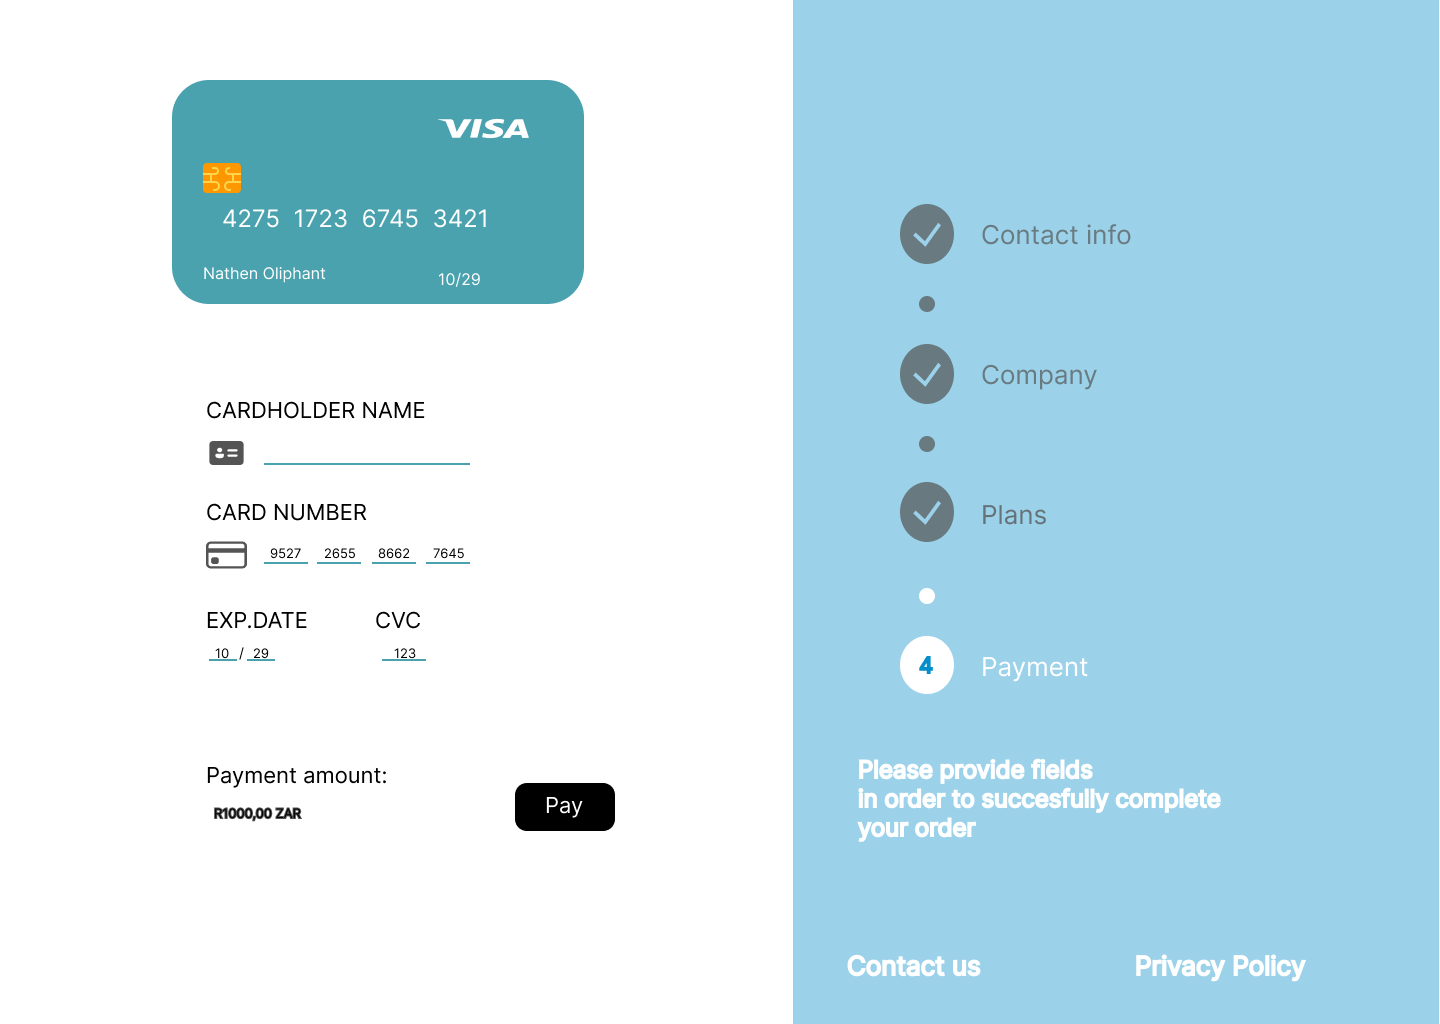 VISA
4275 1723 6745 3421
Nathen Oliphant
10/29
CARDHOLDER NAME
CARD NUMBER
9527 2655 8662 7645
EXP.DATE CVC
10 / 29 123
Payment amount:
R1000,00 ZAR
Pay
Contact info
Company
Plans
4 Payment
Please provide fields
in order to succesfully complete
your order
Contact us Privacy Policy